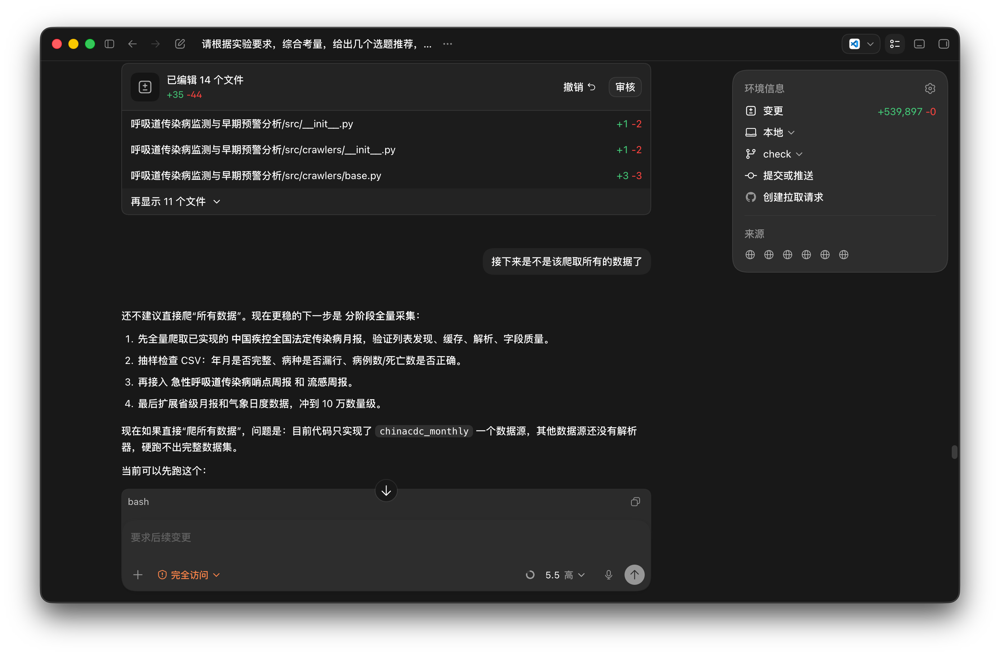 请根据实验要求，综合考量，给出几个选题推荐，...
已编辑 14 个文件
+35 -44
撤销
审核
呼吸道传染病监测与早期预警分析/src/__init__.py
+1 -2
呼吸道传染病监测与早期预警分析/src/crawlers/__init__.py
+1 -2
呼吸道传染病监测与早期预警分析/src/crawlers/base.py
+3 -3
再显示 11 个文件
接下来是不是该爬取所有的数据了
还不建议直接爬“所有数据”。现在更稳的下一步是 分阶段全量采集：
1. 先全量爬取已实现的 中国疾控全国法定传染病月报，验证列表发现、缓存、解析、字段质量。
2. 抽样检查 CSV：年月是否完整、病种是否漏行、病例数/死亡数是否正确。
3. 再接入 急性呼吸道传染病哨点周报 和 流感周报。
4. 最后扩展省级月报和气象日度数据，冲到 10 万数量级。
现在如果直接“爬所有数据”，问题是：目前代码只实现了 chinacdc_monthly 一个数据源，其他数据源还没有解析
器，硬跑不出完整数据集。
当前可以先跑这个：
bash
要求后续变更
完全访问
5.5 高
环境信息
变更
+539,897 -0
本地
check
提交或推送
创建拉取请求
来源